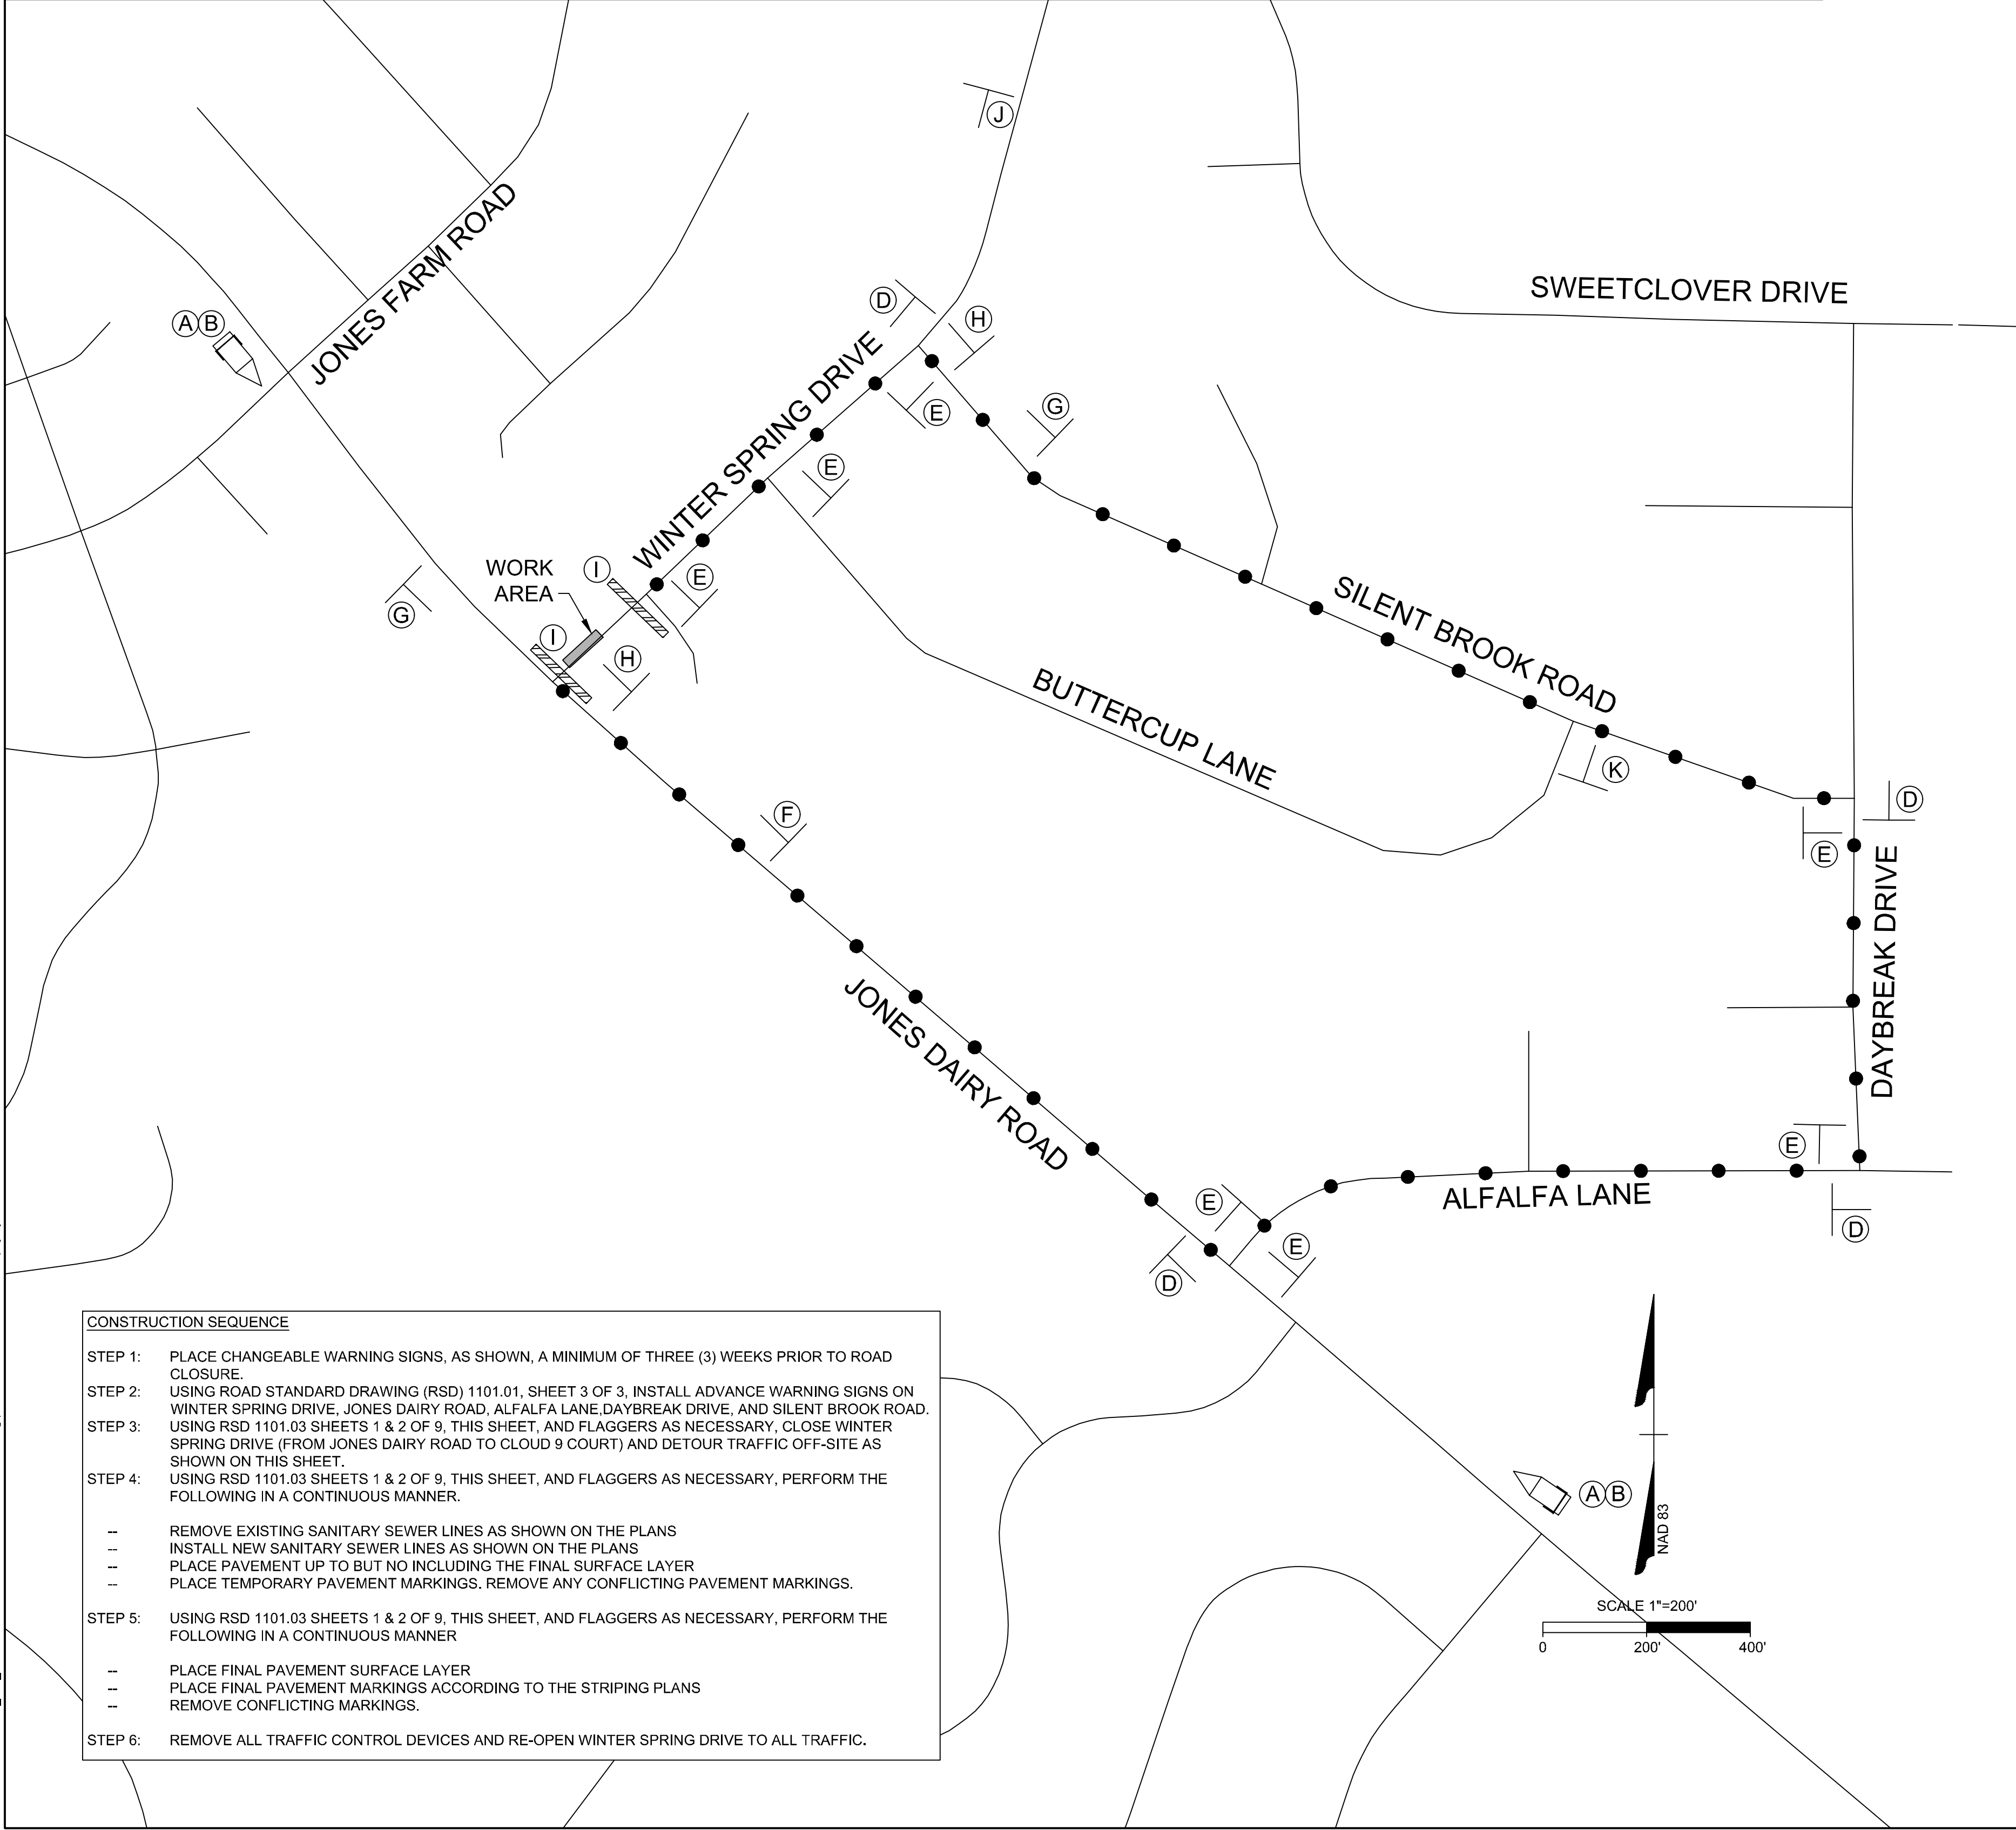 J
SWEETCLOVER DRIVE
JONES FARM ROAD
A B
D
H
WINTER SPRING DRIVE
E
G
E
WORK
AREA
I
E
G
I
H
SILENT BROOK ROAD
BUTTERCUP LANE
K
D
F
E
DAYBREAK DRIVE
JONES DAIRY ROAD
E
ALFALFA LANE
E
D
E
D
CONSTRUCTION SEQUENCE
STEP 1: PLACE CHANGEABLE WARNING SIGNS, AS SHOWN, A MINIMUM OF THREE (3) WEEKS PRIOR TO ROAD
CLOSURE.
STEP 2: USING ROAD STANDARD DRAWING (RSD) 1101.01, SHEET 3 OF 3, INSTALL ADVANCE WARNING SIGNS ON
WINTER SPRING DRIVE, JONES DAIRY ROAD, ALFALFA LANE,DAYBREAK DRIVE, AND SILENT BROOK ROAD.
STEP 3: USING RSD 1101.03 SHEETS 1 & 2 OF 9, THIS SHEET, AND FLAGGERS AS NECESSARY, CLOSE WINTER
SPRING DRIVE (FROM JONES DAIRY ROAD TO CLOUD 9 COURT) AND DETOUR TRAFFIC OFF-SITE AS
SHOWN ON THIS SHEET.
STEP 4: USING RSD 1101.03 SHEETS 1 & 2 OF 9, THIS SHEET, AND FLAGGERS AS NECESSARY, PERFORM THE
FOLLOWING IN A CONTINUOUS MANNER.
-- REMOVE EXISTING SANITARY SEWER LINES AS SHOWN ON THE PLANS
-- INSTALL NEW SANITARY SEWER LINES AS SHOWN ON THE PLANS
-- PLACE PAVEMENT UP TO BUT NO INCLUDING THE FINAL SURFACE LAYER
-- PLACE TEMPORARY PAVEMENT MARKINGS. REMOVE ANY CONFLICTING PAVEMENT MARKINGS.
STEP 5: USING RSD 1101.03 SHEETS 1 & 2 OF 9, THIS SHEET, AND FLAGGERS AS NECESSARY, PERFORM THE
FOLLOWING IN A CONTINUOUS MANNER
-- PLACE FINAL PAVEMENT SURFACE LAYER
-- PLACE FINAL PAVEMENT MARKINGS ACCORDING TO THE STRIPING PLANS
-- REMOVE CONFLICTING MARKINGS.
STEP 6: REMOVE ALL TRAFFIC CONTROL DEVICES AND RE-OPEN WINTER SPRING DRIVE TO ALL TRAFFIC.
A B
NAD 83
SCALE 1"=200'
0 200' 400'